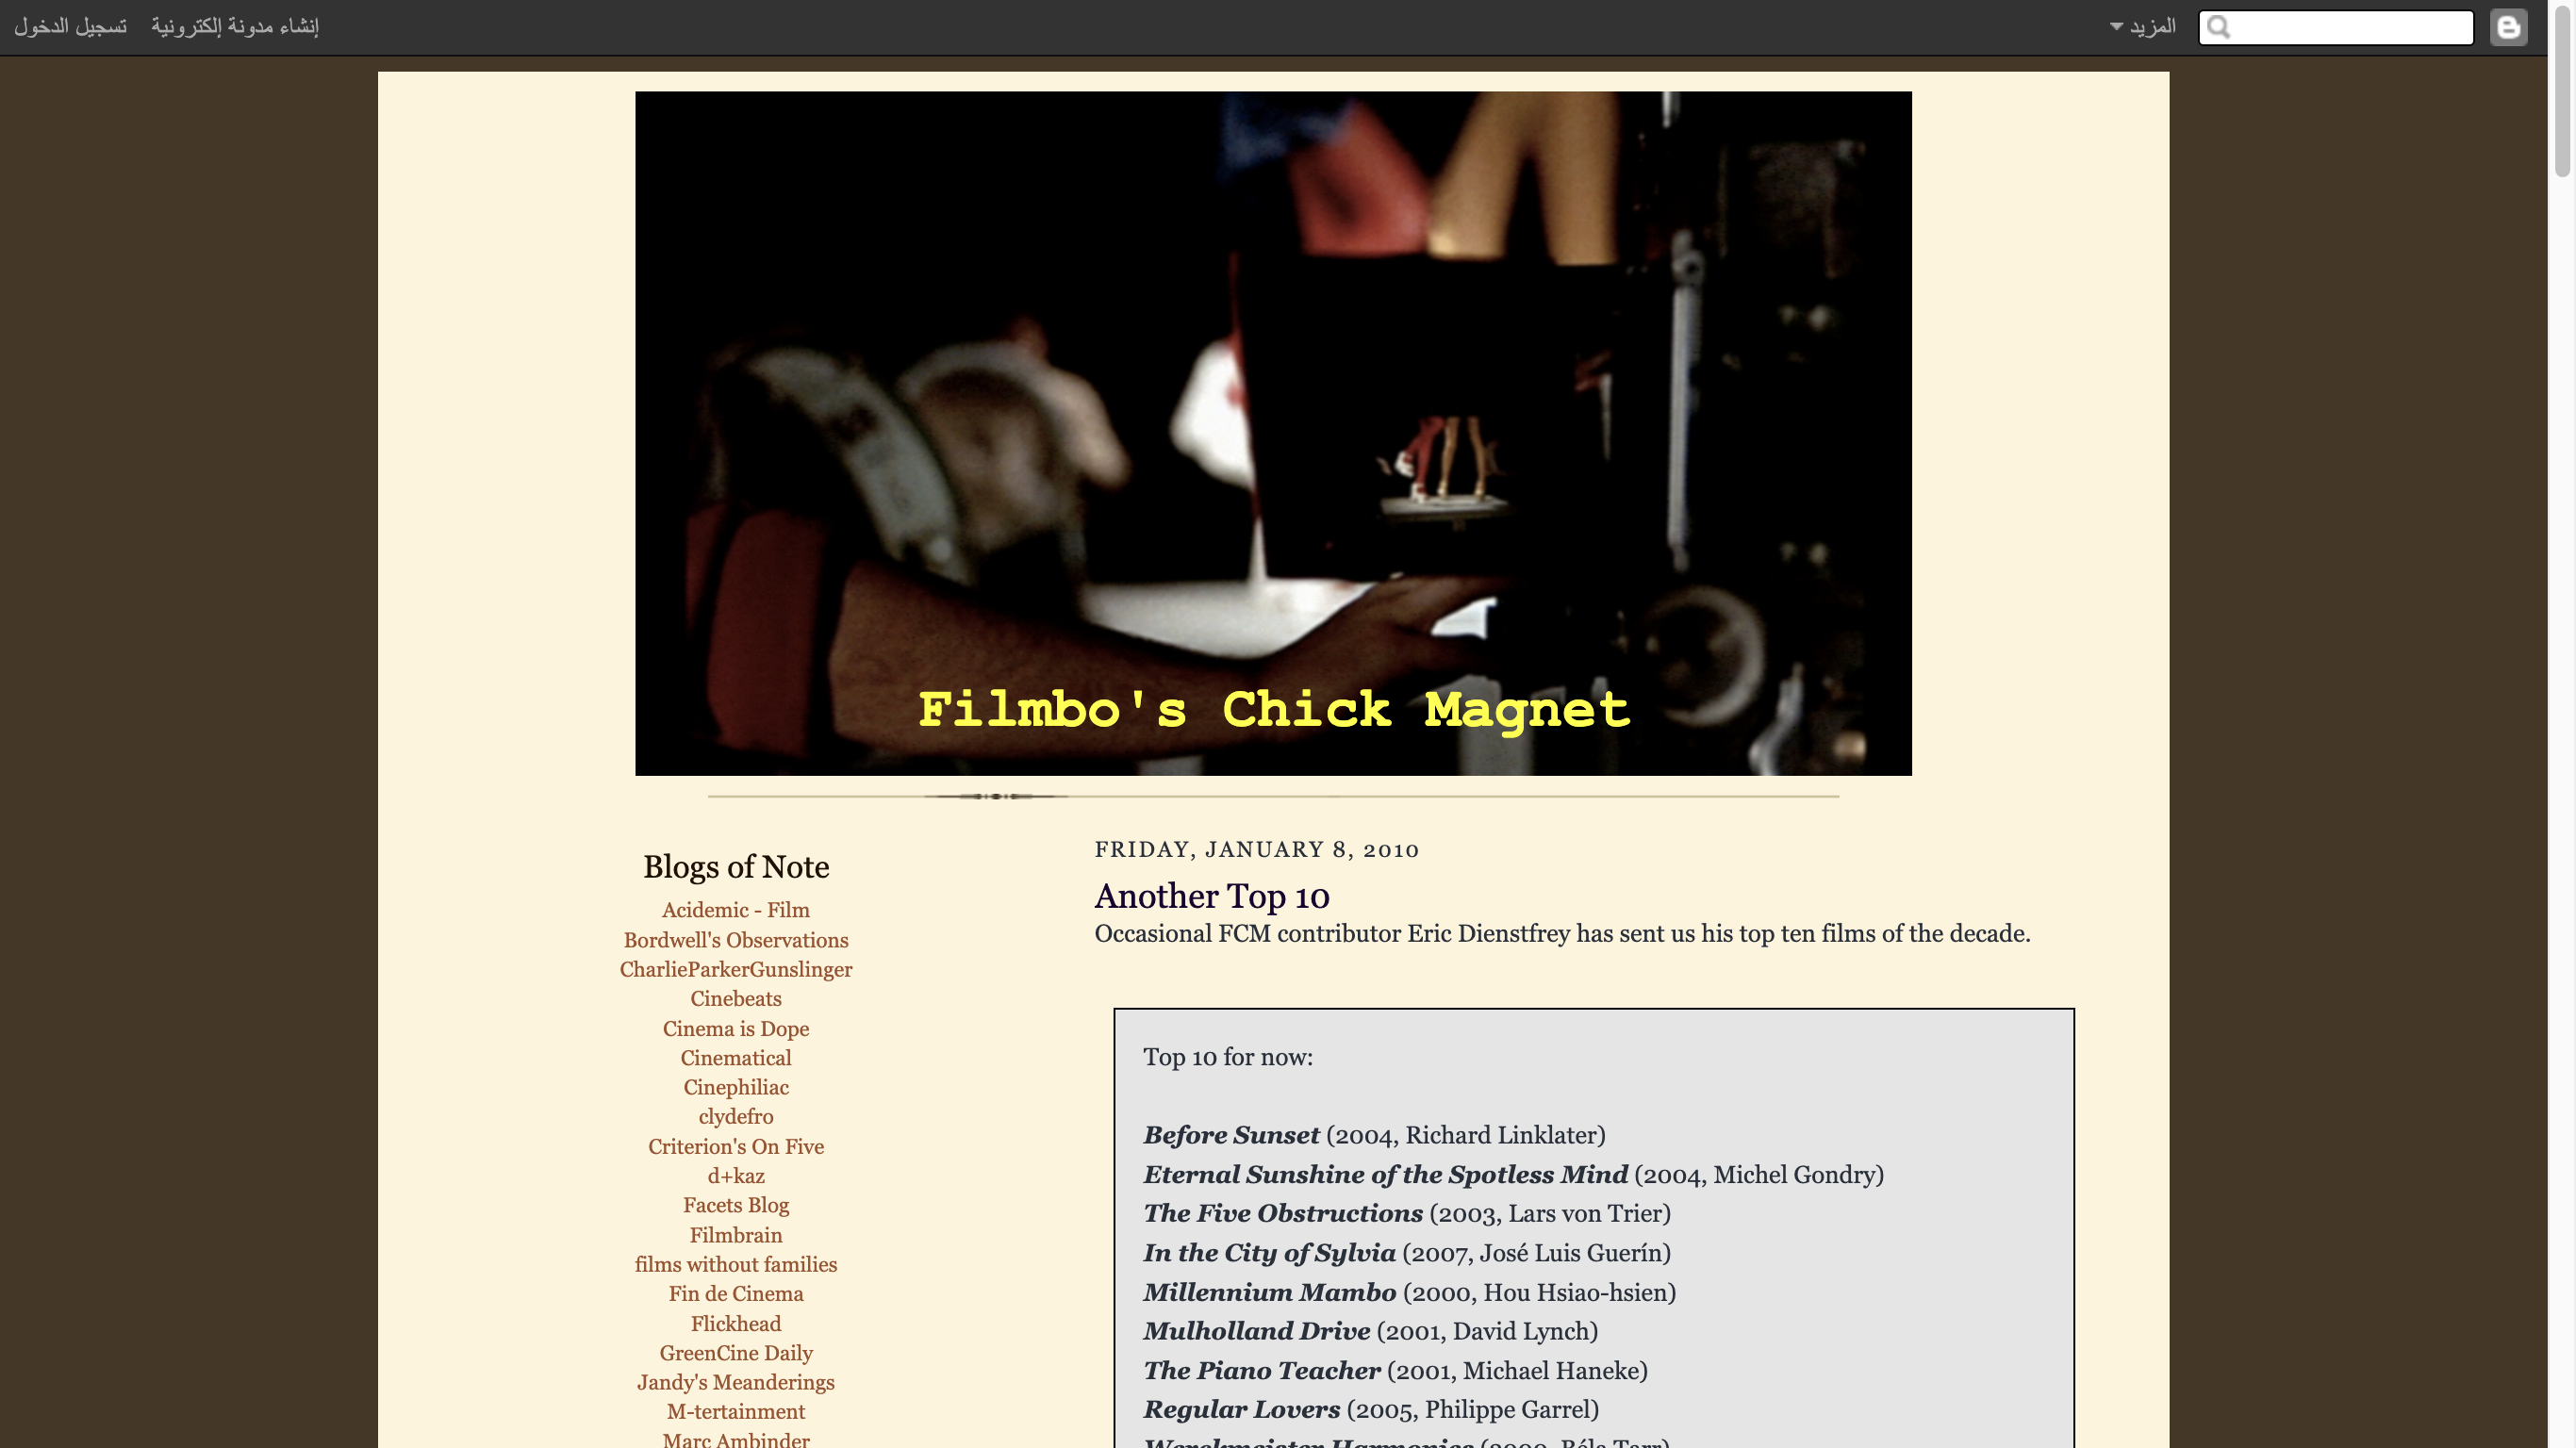 تسجيل الدخول
إنشاء مدونة إلكترونية
المزيد
Filmbo's Chick Magnet
Blogs of Note
Acidemic - Film
Bordwell's Observations
CharlieParkerGunslinger
Cinebeats
Cinema is Dope
Cinematical
Cinephiliac
clydefro
Criterion's On Five
d+kaz
Facets Blog
Filmbrain
films without families
Fin de Cinema
Flickhead
GreenCine Daily
Jandy's Meanderings
M-tertainment
Marc Ambinder
FRIDAY, JANUARY 8, 2010
Another Top 10
Occasional FCM contributor Eric Dienstfrey has sent us his top ten films of the decade.
Top 10 for now:
Before Sunset (2004, Richard Linklater)
Eternal Sunshine of the Spotless Mind (2004, Michel Gondry)
The Five Obstructions (2003, Lars von Trier)
In the City of Sylvia (2007, José Luis Guerín)
Millennium Mambo (2000, Hou Hsiao-hsien)
Mulholland Drive (2001, David Lynch)
The Piano Teacher (2001, Michael Haneke)
Regular Lovers (2005, Philippe Garrel)
Werckmeister Harmonies (2000, Béla Tarr)